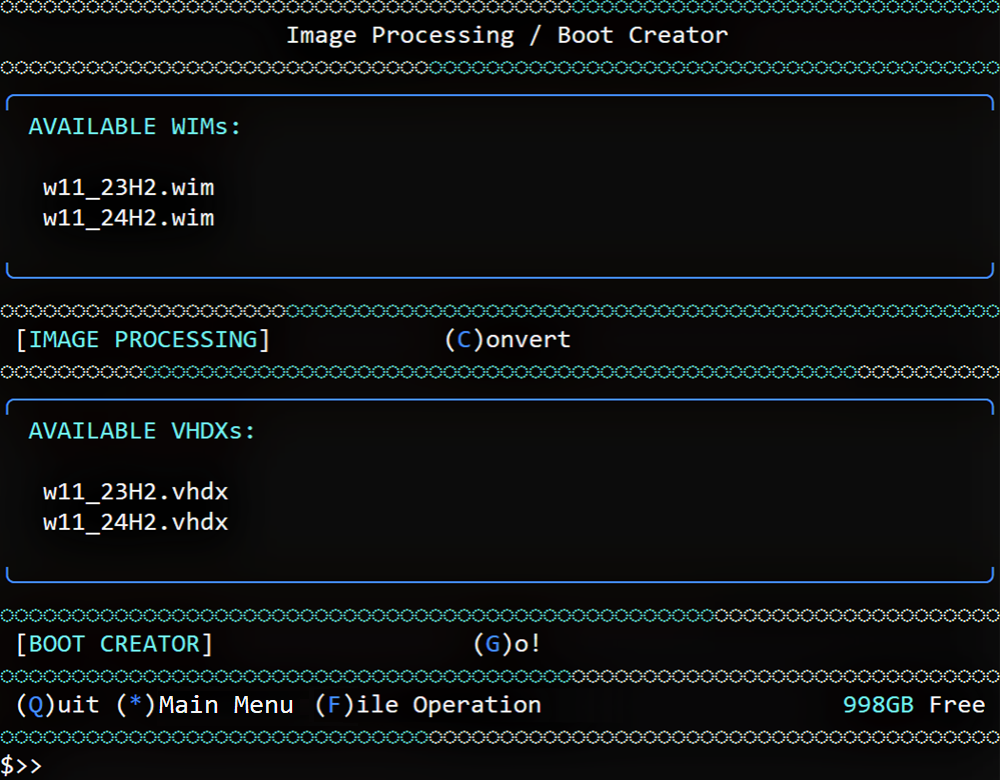 Image Processing / Boot Creator
AVAILABLE WIMs:
w11_23H2.wim
w11_24H2.wim
[IMAGE PROCESSING] (C)onvert
AVAILABLE VHDXs:
w11_23H2.vhdx
w11_24H2.vhdx
[BOOT CREATOR] (G)o!
(Q)uit (*)Main Menu (F)ile Operation 998GB Free
$>>